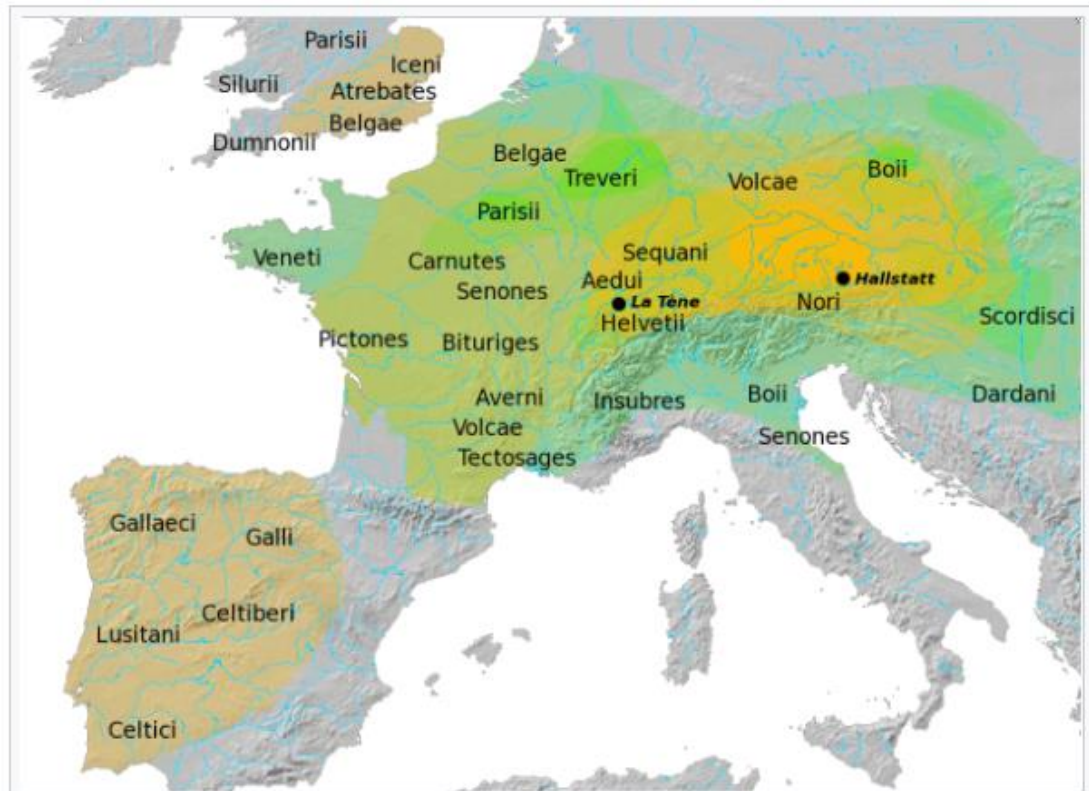 Parisii
Iceni
Silurii
Atrebates
Belgae
Dumnonii
Belgae
Treveri
Volcae
Boii
Parisii
Veneti
Carnutes
Sequani
Senones
Aedui
Hallstatt
La Tène
Nori
Helvetii
Scordisci
Pictones
Bituriges
Averni
Insubres
Boii
Dardani
Volcae
Tectosages
Senones
Gallaeci
Galli
Celtiberi
Lusitani
Celtici